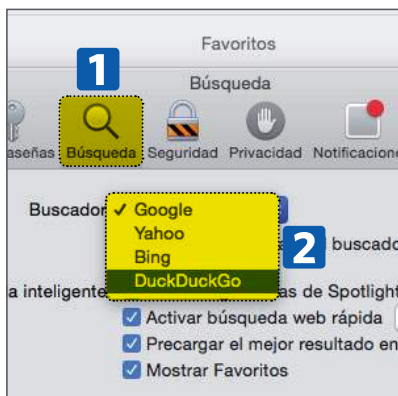 Favoritos
1
Búsqueda
aseñas Búsqueda Seguridad Privacidad Notificacione
Buscador ✓ Google
Yahoo
2 buscado
Bing
DuckDuckGo
a inteligente as de Spotlight
Activar búsqueda web rápida
Precargar el mejor resultado en
Mostrar Favoritos